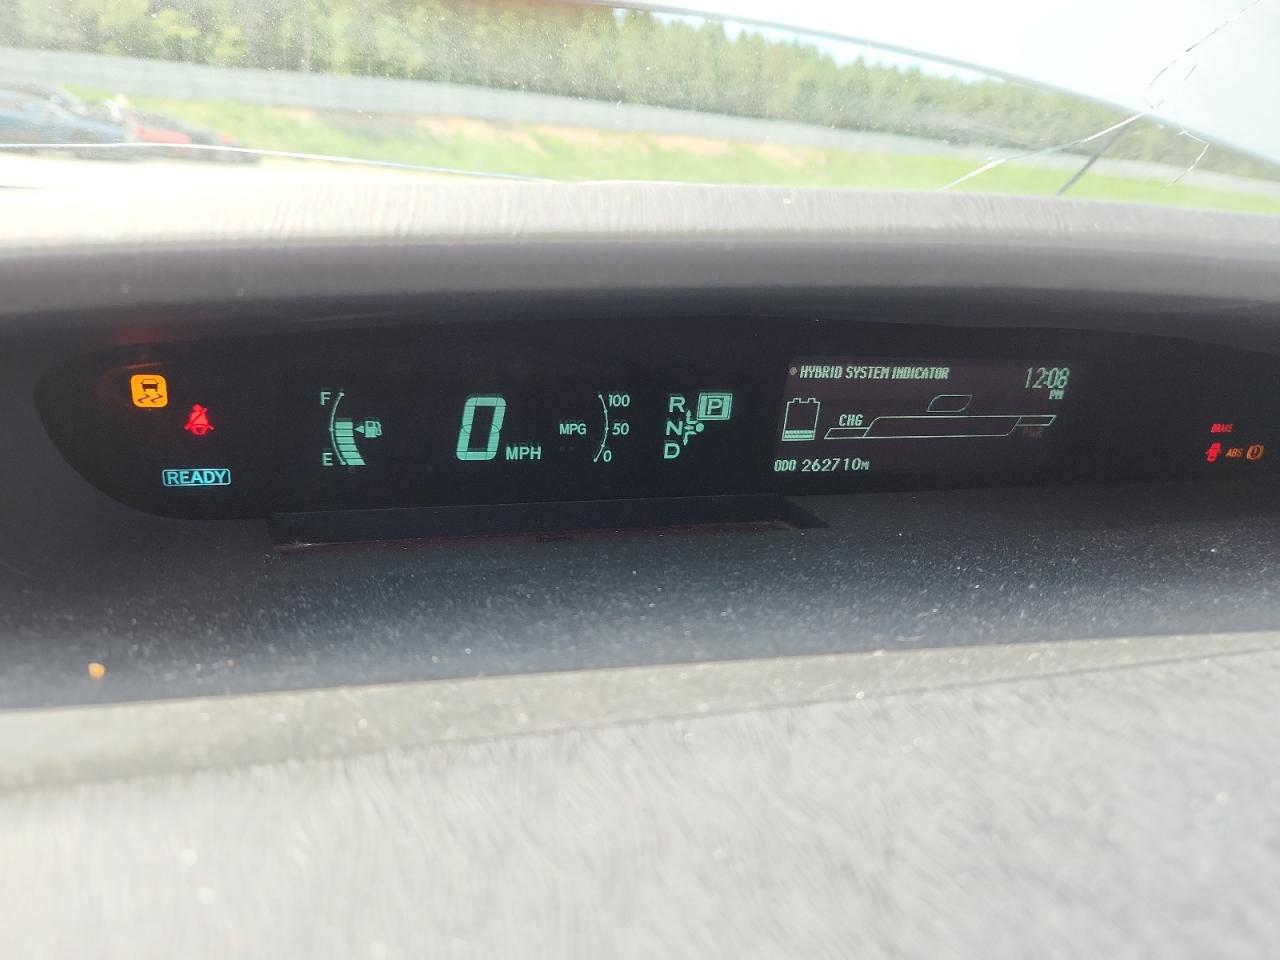 READY
F
E
0 MPH
MPG
100
50
0
R
N
D
P
HYBRID SYSTEM INDICATOR
12:08
PM
CHG
PWR
ODO 262710MI
BRAKE
ABS